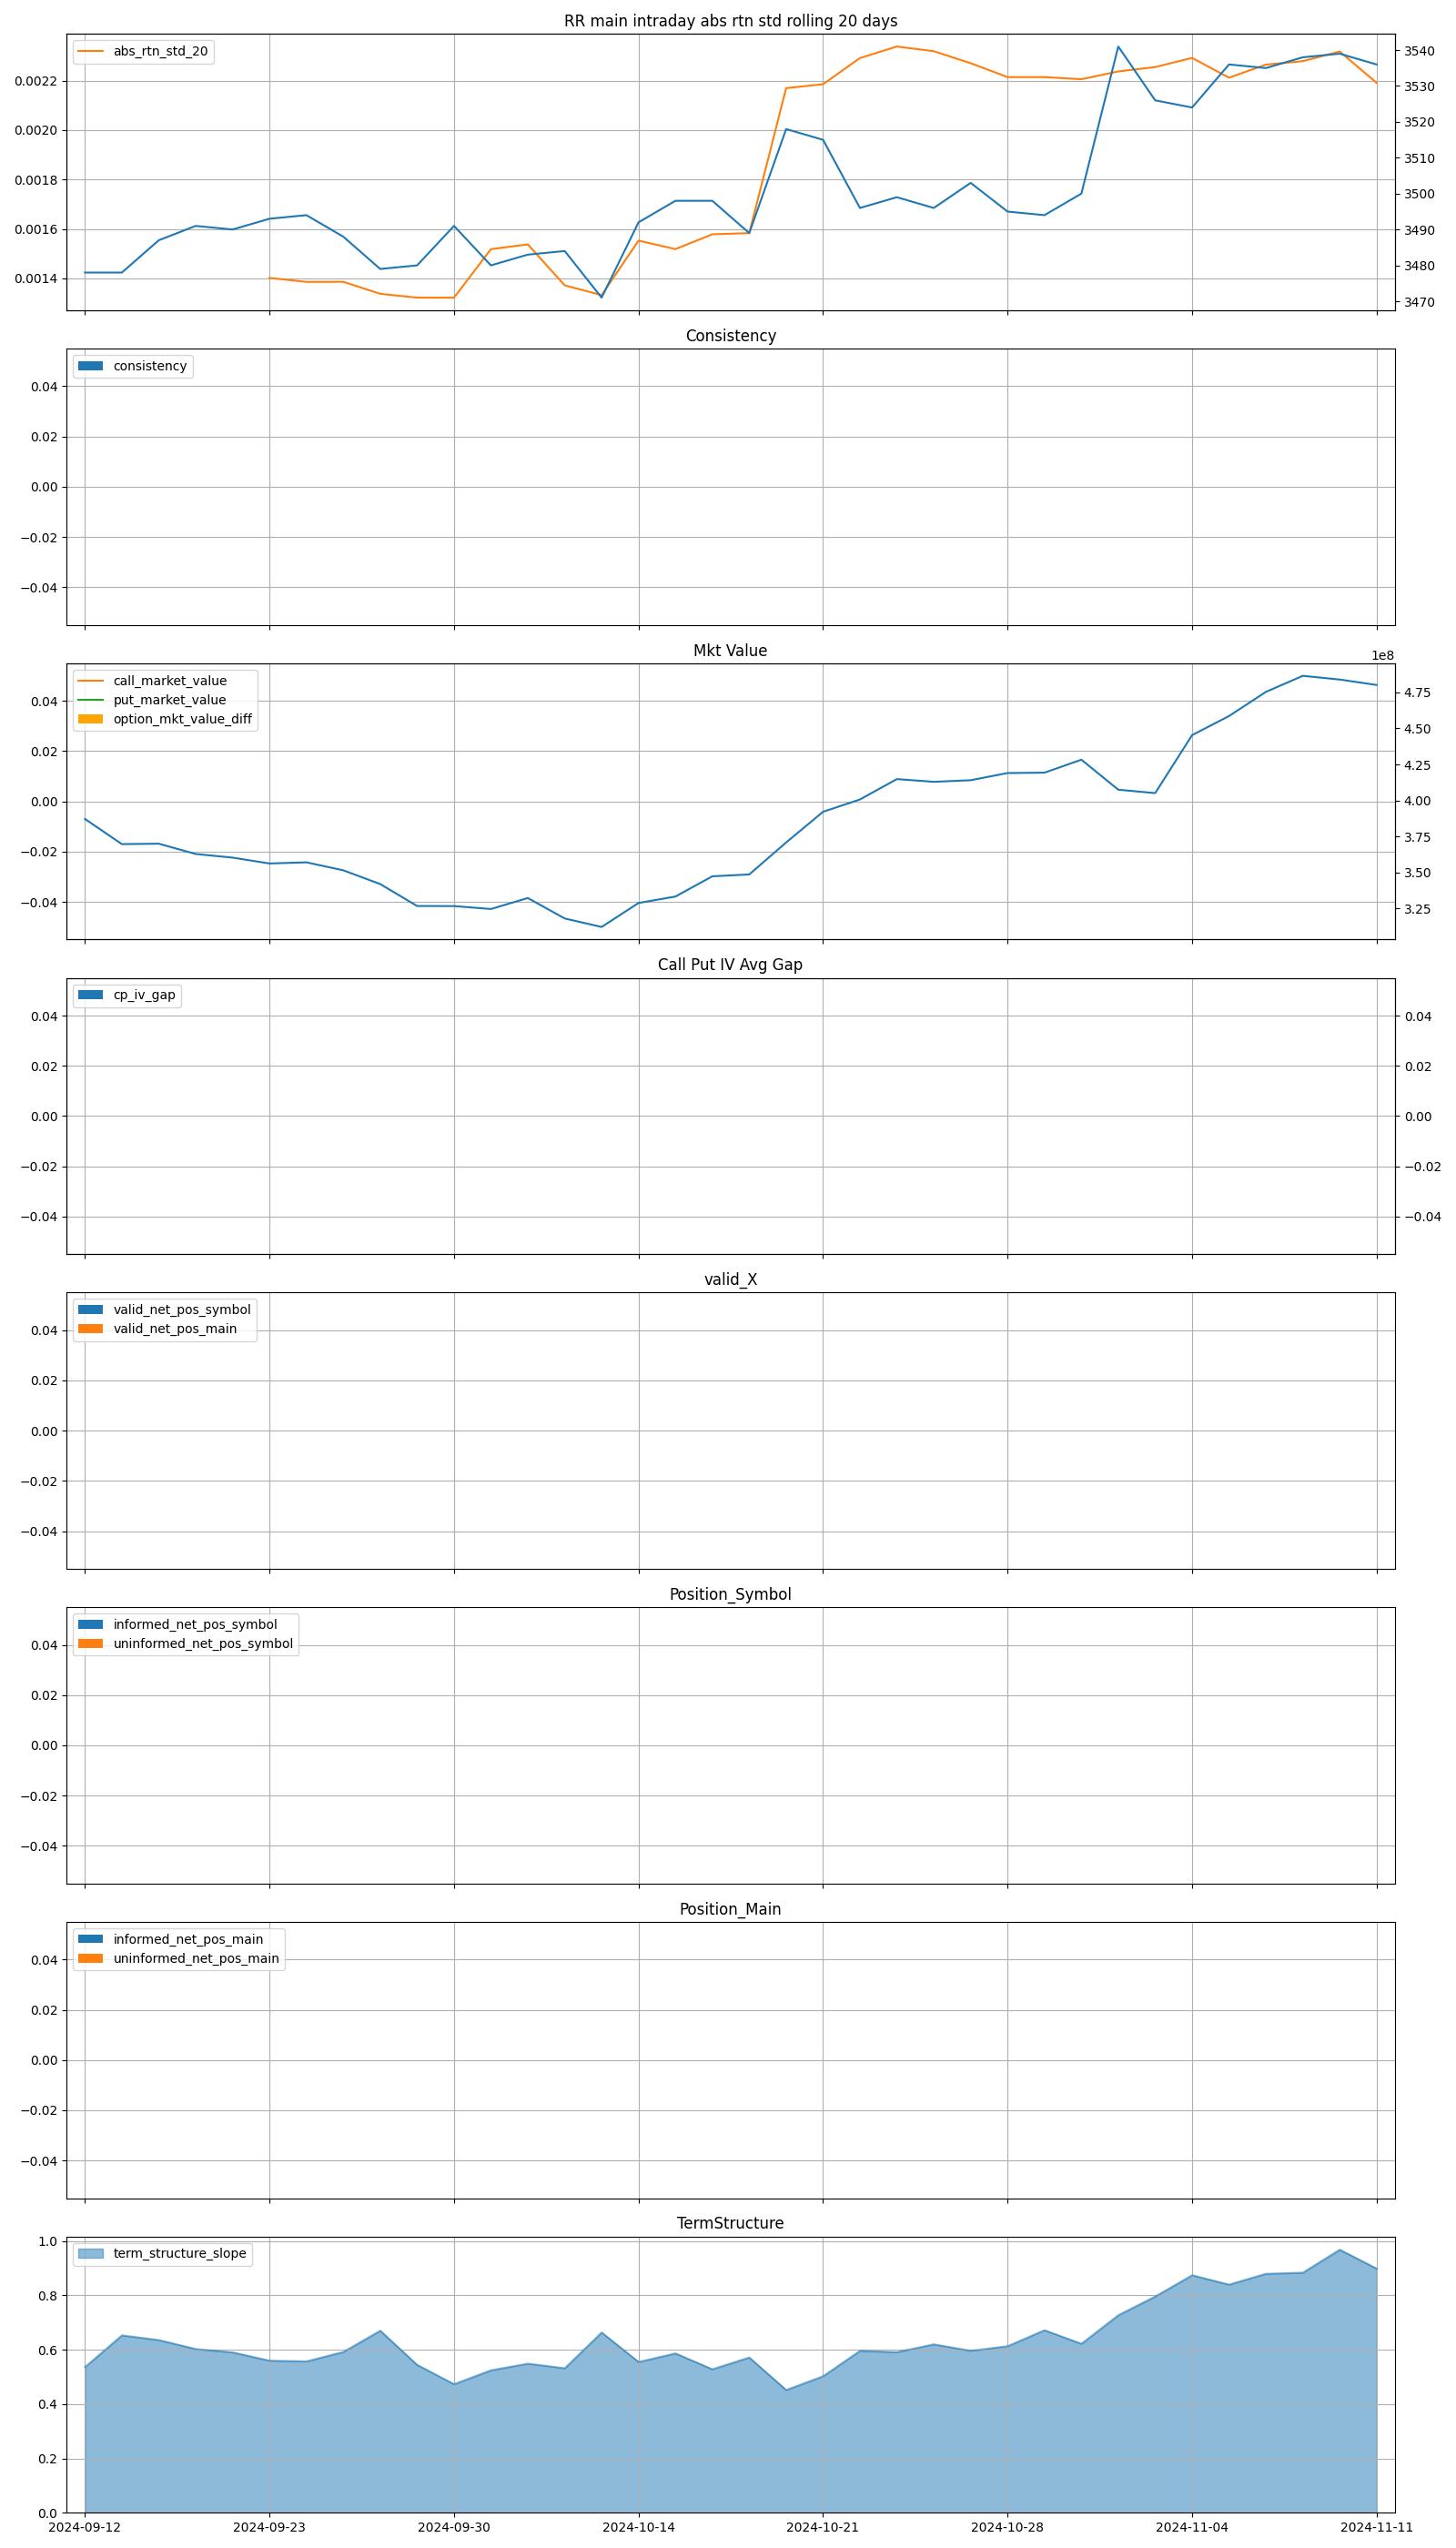 RR main intraday abs rtn std rolling 20 days
abs_rtn_std_20
0.0022
0.0020
0.0018
0.0016
0.0014
3540
3530
3520
3510
3500
3490
3480
3470
Consistency
consistency
0.04
0.02
0.00
−0.02
−0.04
Mkt Value
1e8
call_market_value
put_market_value
option_mkt_value_diff
0.04
0.02
0.00
−0.02
−0.04
4.75
4.50
4.25
4.00
3.75
3.50
3.25
Call Put IV Avg Gap
cp_iv_gap
0.04
0.02
0.00
−0.02
−0.04
0.04
0.02
0.00
−0.02
−0.04
valid_X
valid_net_pos_symbol
valid_net_pos_main
0.04
0.02
0.00
−0.02
−0.04
Position_Symbol
informed_net_pos_symbol
uninformed_net_pos_symbol
0.04
0.02
0.00
−0.02
−0.04
Position_Main
informed_net_pos_main
uninformed_net_pos_main
0.04
0.02
0.00
−0.02
−0.04
TermStructure
term_structure_slope
1.0
0.8
0.6
0.4
0.2
0.0
2024-09-12 2024-09-23 2024-09-30 2024-10-14 2024-10-21 2024-10-28 2024-11-04 2024-11-11